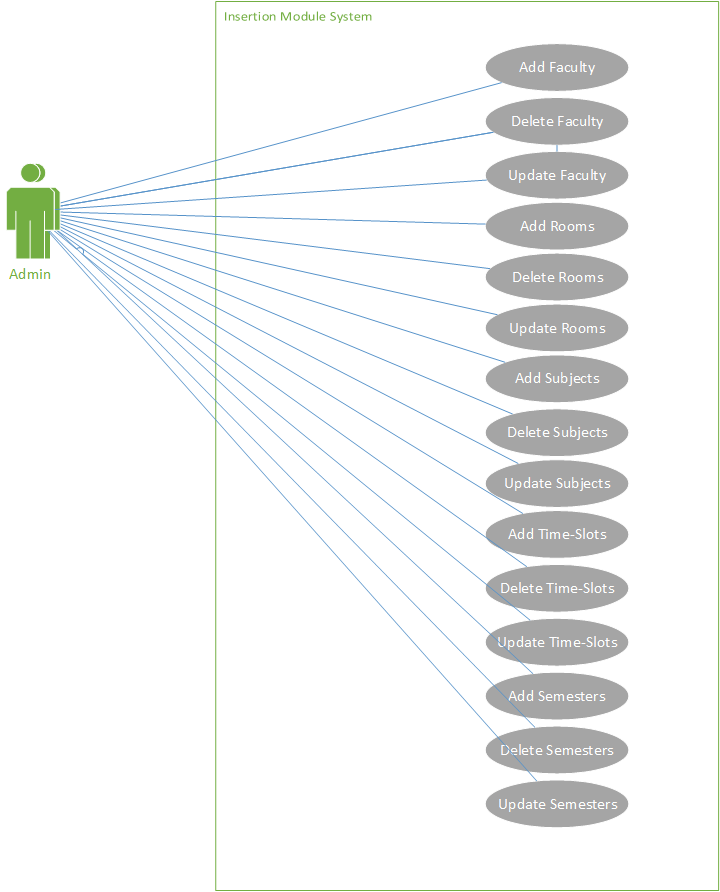 Insertion Module System
Add Faculty
Delete Faculty
Update Faculty
Add Rooms
Admin
Delete Rooms
Update Rooms
Add Subjects
Delete Subjects
Update Subjects
Add Time-Slots
Delete Time-Slots
Update Time-Slots
Add Semesters
Delete Semesters
Update Semesters